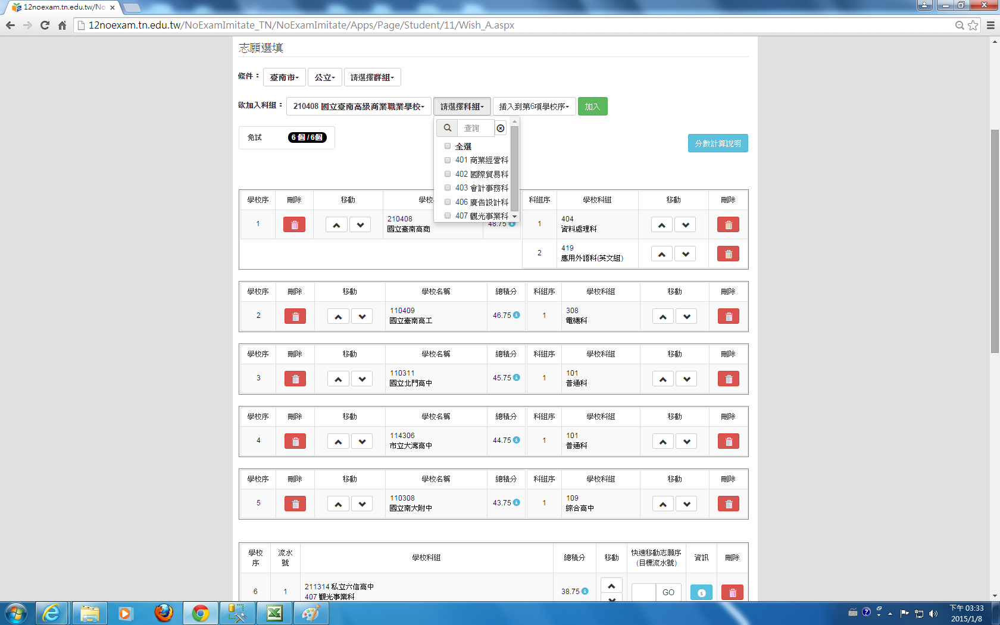 12noexam.tn.edu.tw/No
12noexam.tn.edu.tw/NoExamImitate_TN/NoExamImitate/Apps/Page/Student/11/Wish_A.aspx
志願選填
條件： 臺南市 公立 請選擇群組
欲加入科組： 210408 國立臺南高級商業職業學校 請選擇科組 插入到第6項學校序 加入
免試 6 個 / 6個
查詢
分數計算說明
全選
401 商業經營科
402 國際貿易科
403 會計事務科
406 廣告設計科
407 觀光事業科
學校序 刪除 移動 學校 科組序 學校科組 移動 刪除
1 210408 48.75 1 404
國立臺南高商 資料處理科
2 419
應用外語科(英文組)
學校序 刪除 移動 學校名稱 總積分 科組序 學校科組 移動 刪除
2 110409 46.75 1 308
國立臺南高工 電機科
學校序 刪除 移動 學校名稱 總積分 科組序 學校科組 移動 刪除
3 110311 45.75 1 101
國立北門高中 普通科
學校序 刪除 移動 學校名稱 總積分 科組序 學校科組 移動 刪除
4 114306 44.75 1 101
市立大灣高中 普通科
學校序 刪除 移動 學校名稱 總積分 科組序 學校科組 移動 刪除
5 110308 43.75 1 109
國立南大附中 綜合高中
學校序 流水號 學校科組 總積分 移動 快速移動志願序 資訊 刪除
(目標流水號)
6 1 211314 私立六信高中 38.75 GO
407 觀光事業科
下午 03:33
2015/1/8